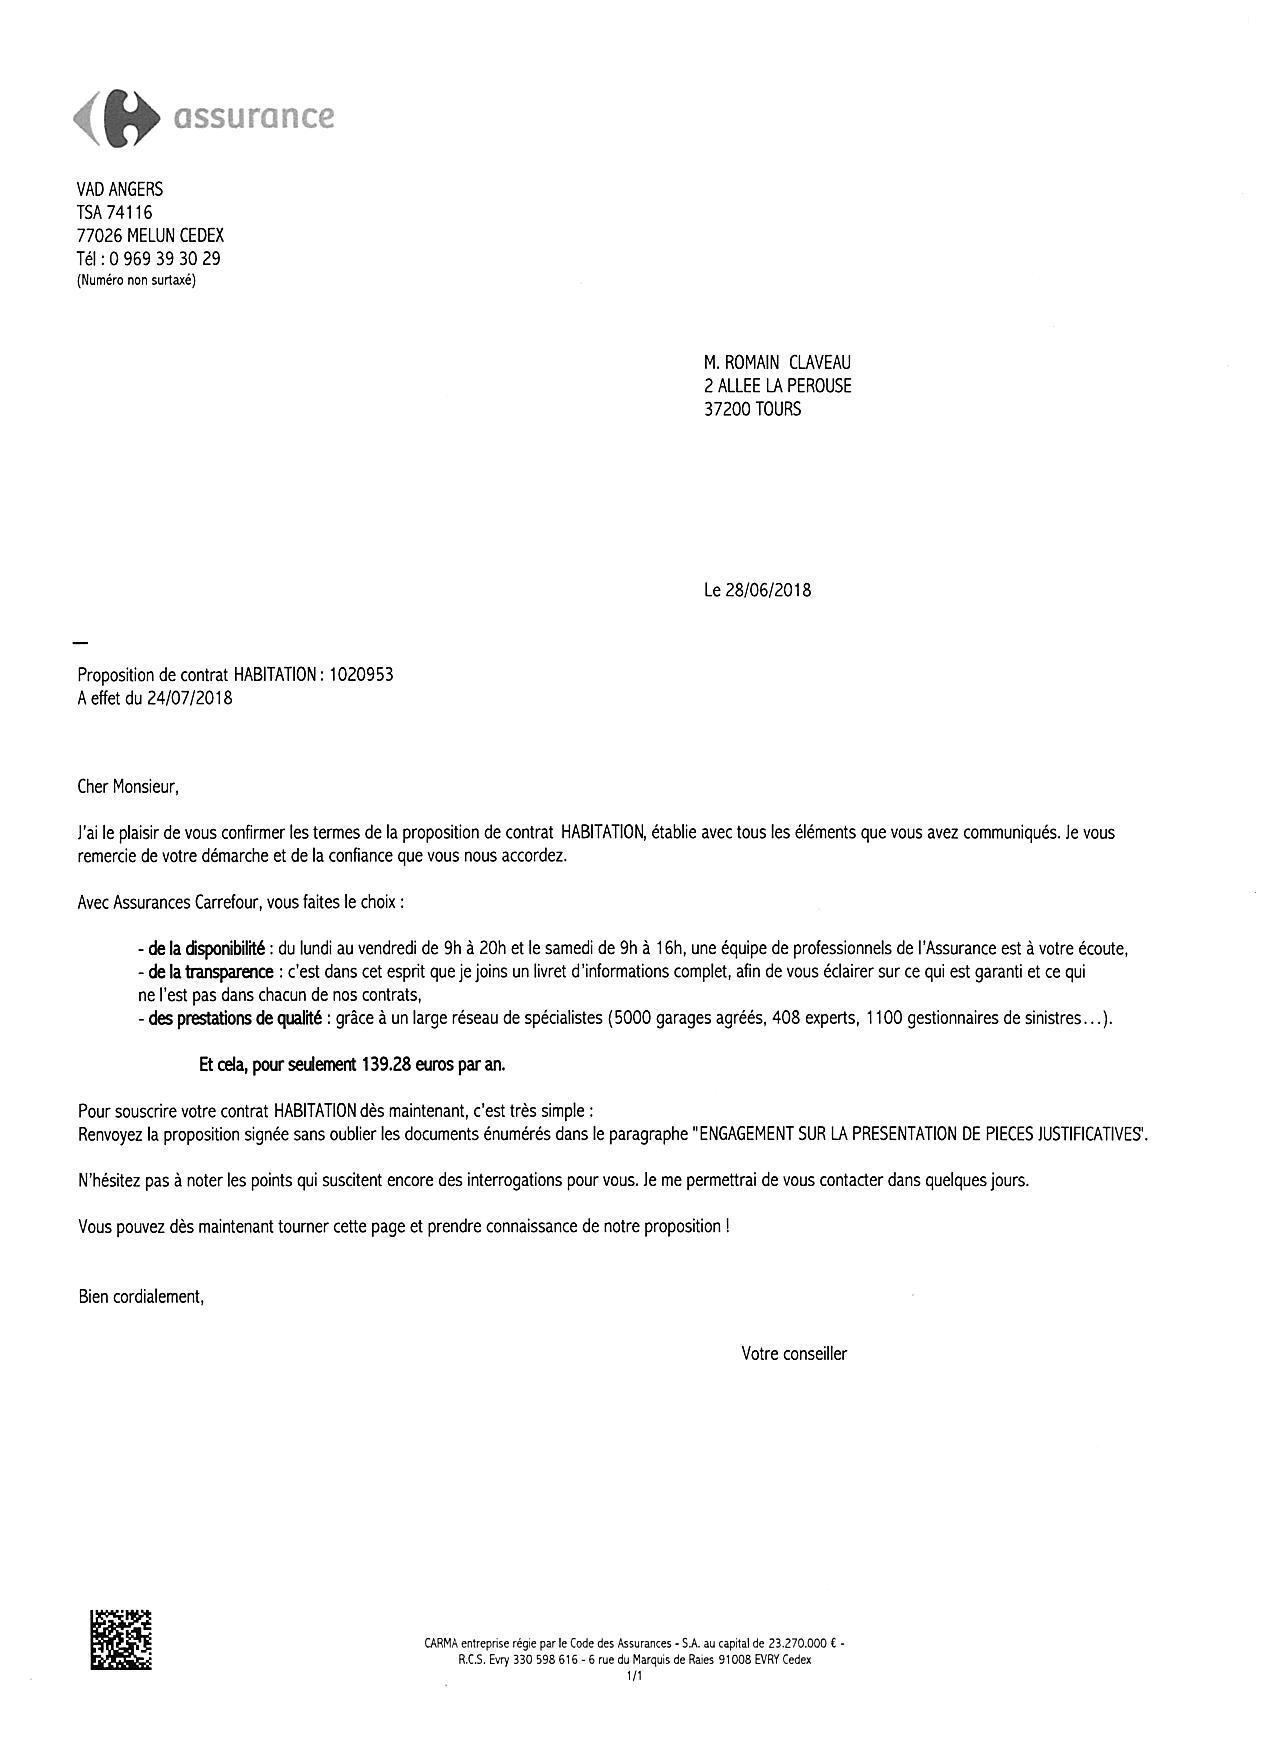 assurance
VAD ANGERS
TSA 74116
77026 MELUN CEDEX
Tél : 0 969 39 30 29
(Numéro non surtaxé)
M. ROMAIN CLAVEAU
2 ALLEE LA PEROUSE
37200 TOURS
Le 28/06/2018
Proposition de contrat HABITATION : 1020953
A effet du 24/07/2018
Cher Monsieur,
J'ai le plaisir de vous confirmer les termes de la proposition de contrat HABITATION, établie avec tous les éléments que vous avez communiqués. Je vous
remercie de votre démarche et de la confiance que vous nous accordez.
Avec Assurances Carrefour, vous faites le choix :
- de la disponibilité : du lundi au vendredi de 9h à 20h et le samedi de 9h à 16h, une équipe de professionnels de l'Assurance est à votre écoute,
- de la transparence : c'est dans cet esprit que je joins un livret d'informations complet, afin de vous éclairer sur ce qui est garanti et ce qui
ne l'est pas dans chacun de nos contrats,
- des prestations de qualité : grâce à un large réseau de spécialistes (5000 garages agréés, 408 experts, 1100 gestionnaires de sinistres...).
Et cela, pour seulement 139.28 euros par an.
Pour souscrire votre contrat HABITATION dès maintenant, c'est très simple :
Renvoyez la proposition signée sans oublier les documents énumérés dans le paragraphe "ENGAGEMENT SUR LA PRESENTATION DE PIECES JUSTIFICATIVES".
N'hésitez pas à noter les points qui suscitent encore des interrogations pour vous. Je me permettrai de vous contacter dans quelques jours.
Vous pouvez dès maintenant tourner cette page et prendre connaissance de notre proposition !
Bien cordialement,
Votre conseiller
CARMA entreprise régie par le Code des Assurances - S.A. au capital de 23.270.000 € -
R.C.S. Evry 330 598 616 - 6 rue du Marquis de Raies 91008 EVRY Cedex
1/1